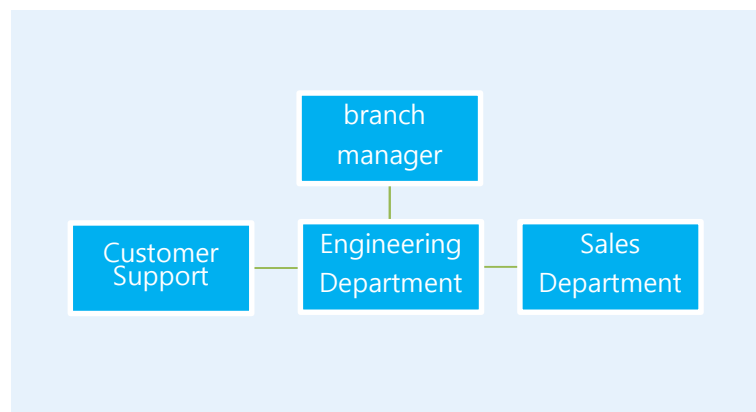 branch
manager
Customer
Support
Engineering
Department
Sales
Department